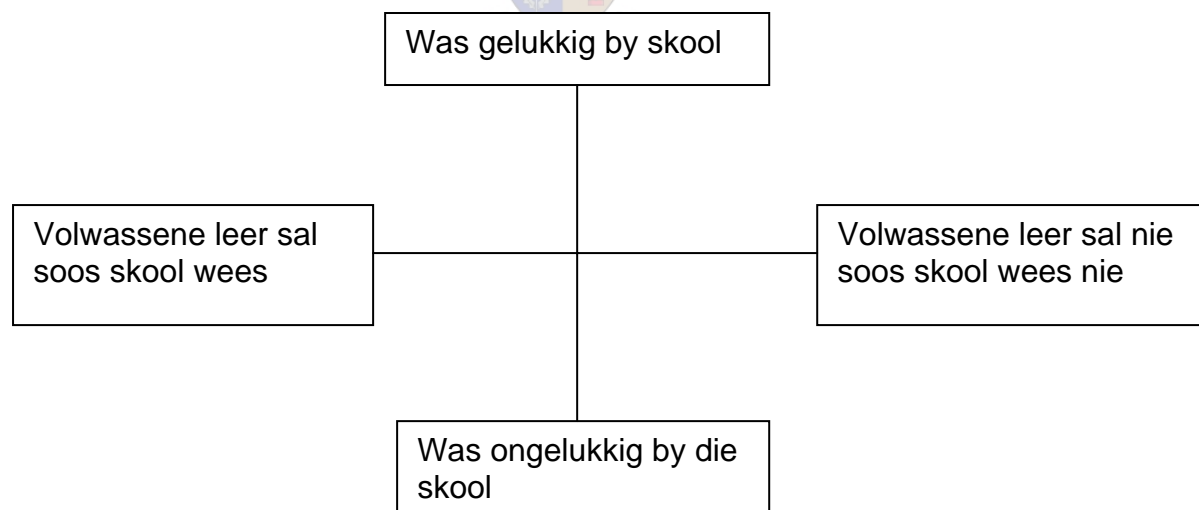 Was gelukkig by skool
Volwassene leer sal
soos skool wees
Volwassene leer sal nie
soos skool wees nie
Was ongelukkig by die
skool